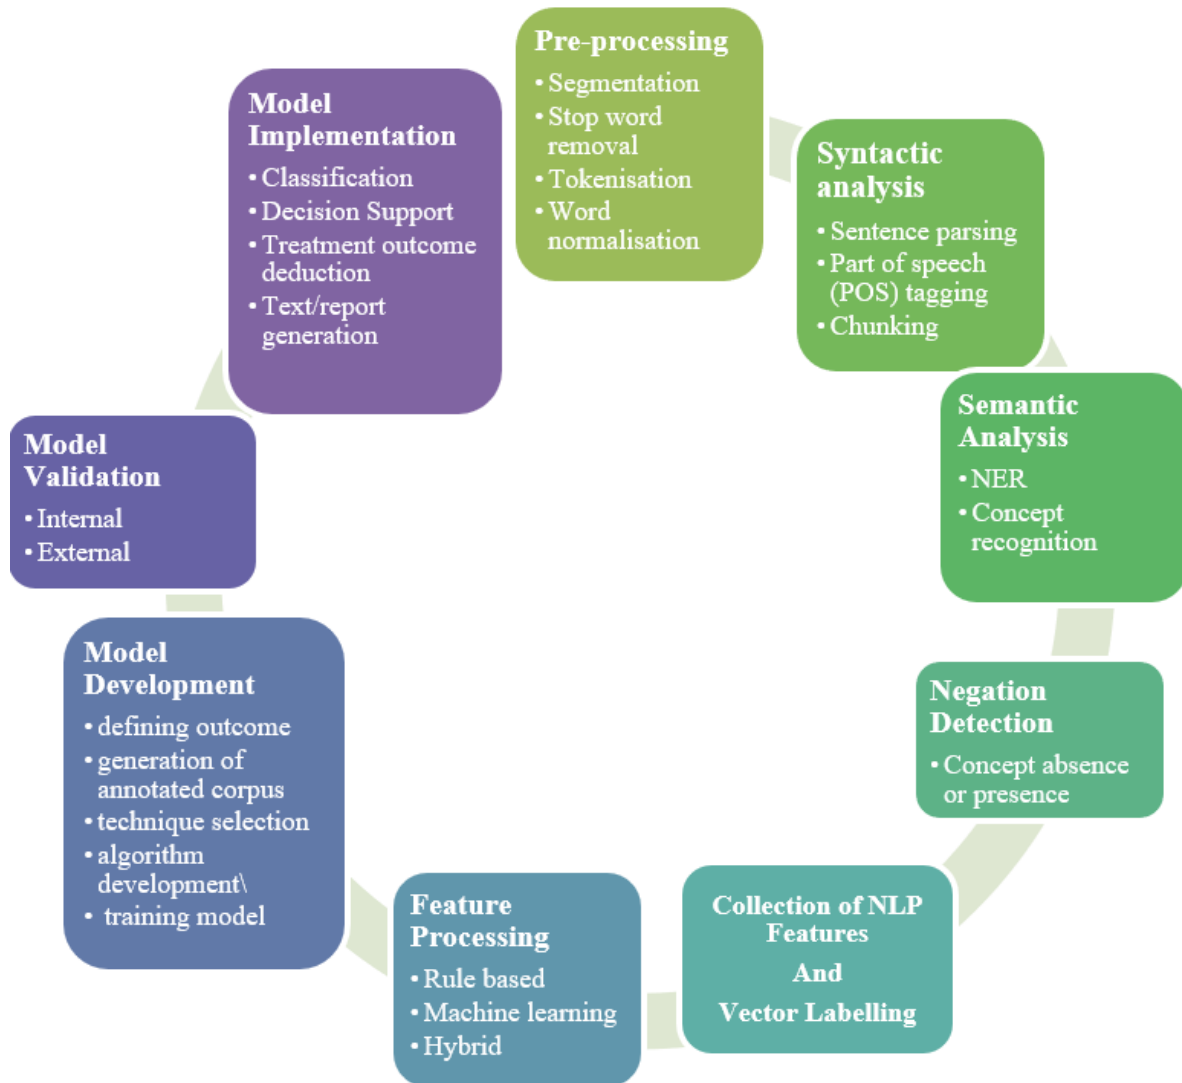 Pre-processing
• Segmentation
• Stop word
removal
• Tokenisation
• Word
normalisation
Syntactic
analysis
• Sentence parsing
• Part of speech
(POS) tagging
• Chunking
Semantic
Analysis
• NER
• Concept
recognition
Negation
Detection
• Concept absence
or presence
Collection of NLP
Features
And
Vector Labelling
Feature
Processing
• Rule based
• Machine learning
• Hybrid
Model
Development
• defining outcome
• generation of
annotated corpus
• technique selection
• algorithm
development\
• training model
Model
Validation
• Internal
• External
Model
Implementation
• Classification
• Decision Support
• Treatment outcome
deduction
• Text/report
generation